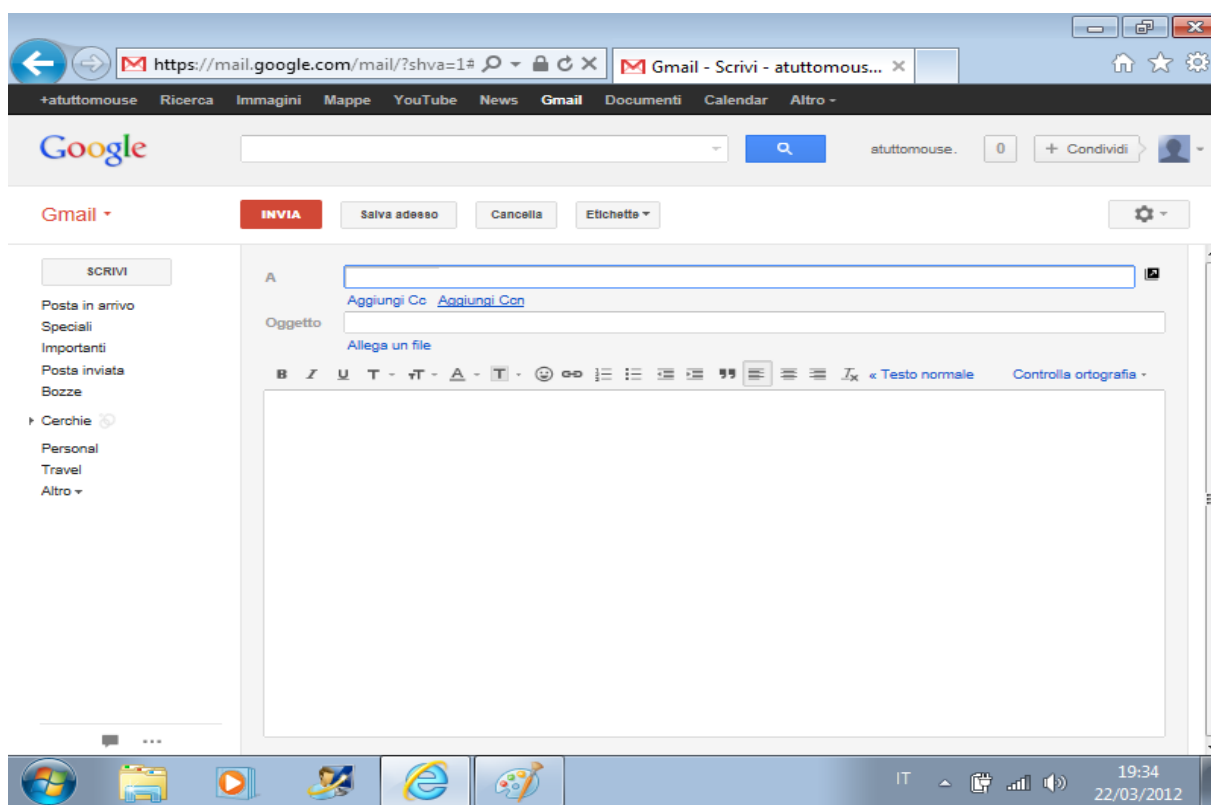 https://mail.google.com/mail/?shva=1# Gmail - Scrivi - atuttomous...
+atuttomouse Ricerca Immagini Mappe YouTube News Gmail Documenti Calendar Altro
Google atuttomouse. 0 + Condividi
Gmail INVIA Salva adesso Cancella Etichette
SCRIVI
A
Aggiungi Cc Aggiungi Ccn
Oggetto
Allega un file
B I U T TT A T Tx « Testo normale Controlla ortografia
Posta in arrivo
Speciali
Importanti
Posta inviata
Bozze
Cerchie
Personal
Travel
Altro
IT 19:34
22/03/2012